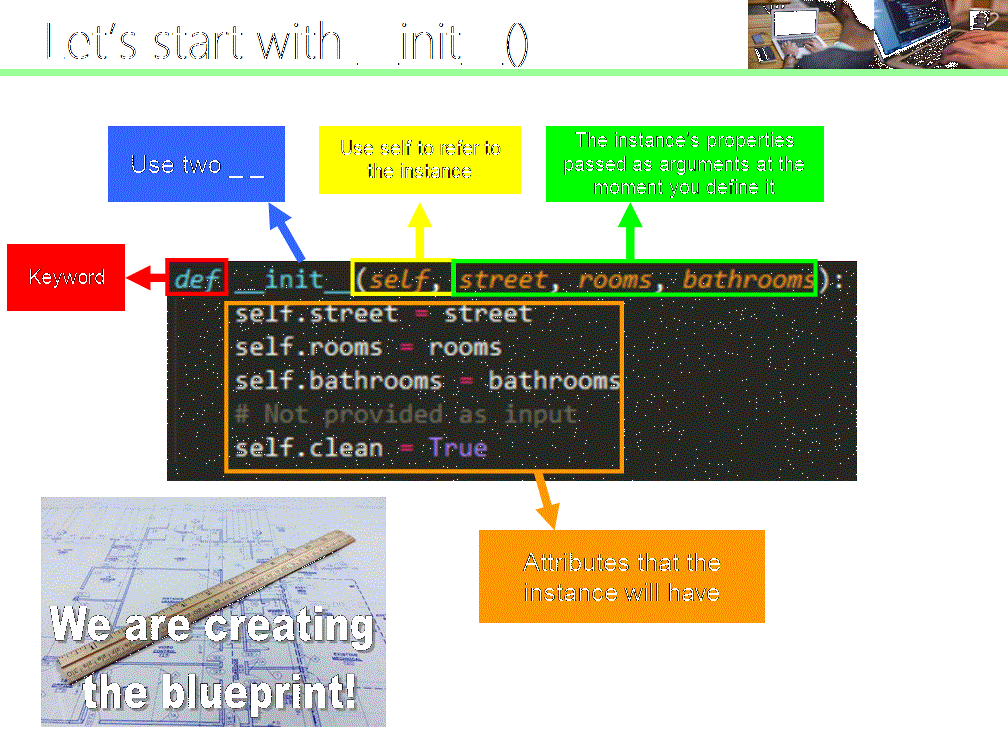 Let's start with __init__()
Use two _ _
Use self to refer to
the instance
The instance's properties
passed as arguments at the
moment you define it
Keyword
def __init__(self, street, rooms, bathrooms):
self.street = street
self.rooms = rooms
self.bathrooms = bathrooms
# Not provided as input
self.clean = True
Attributes that the
instance will have
We are creating
the blueprint!